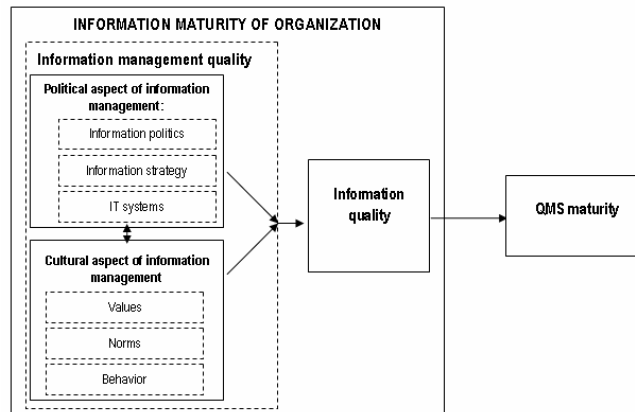 INFORMATION MATURITY OF ORGANIZATION
Information management quality
Political aspect of information
management:
Information politics
Information strategy
IT systems
Cultural aspect of information
management
Values
Norms
Behavior
Information
quality
QMS maturity